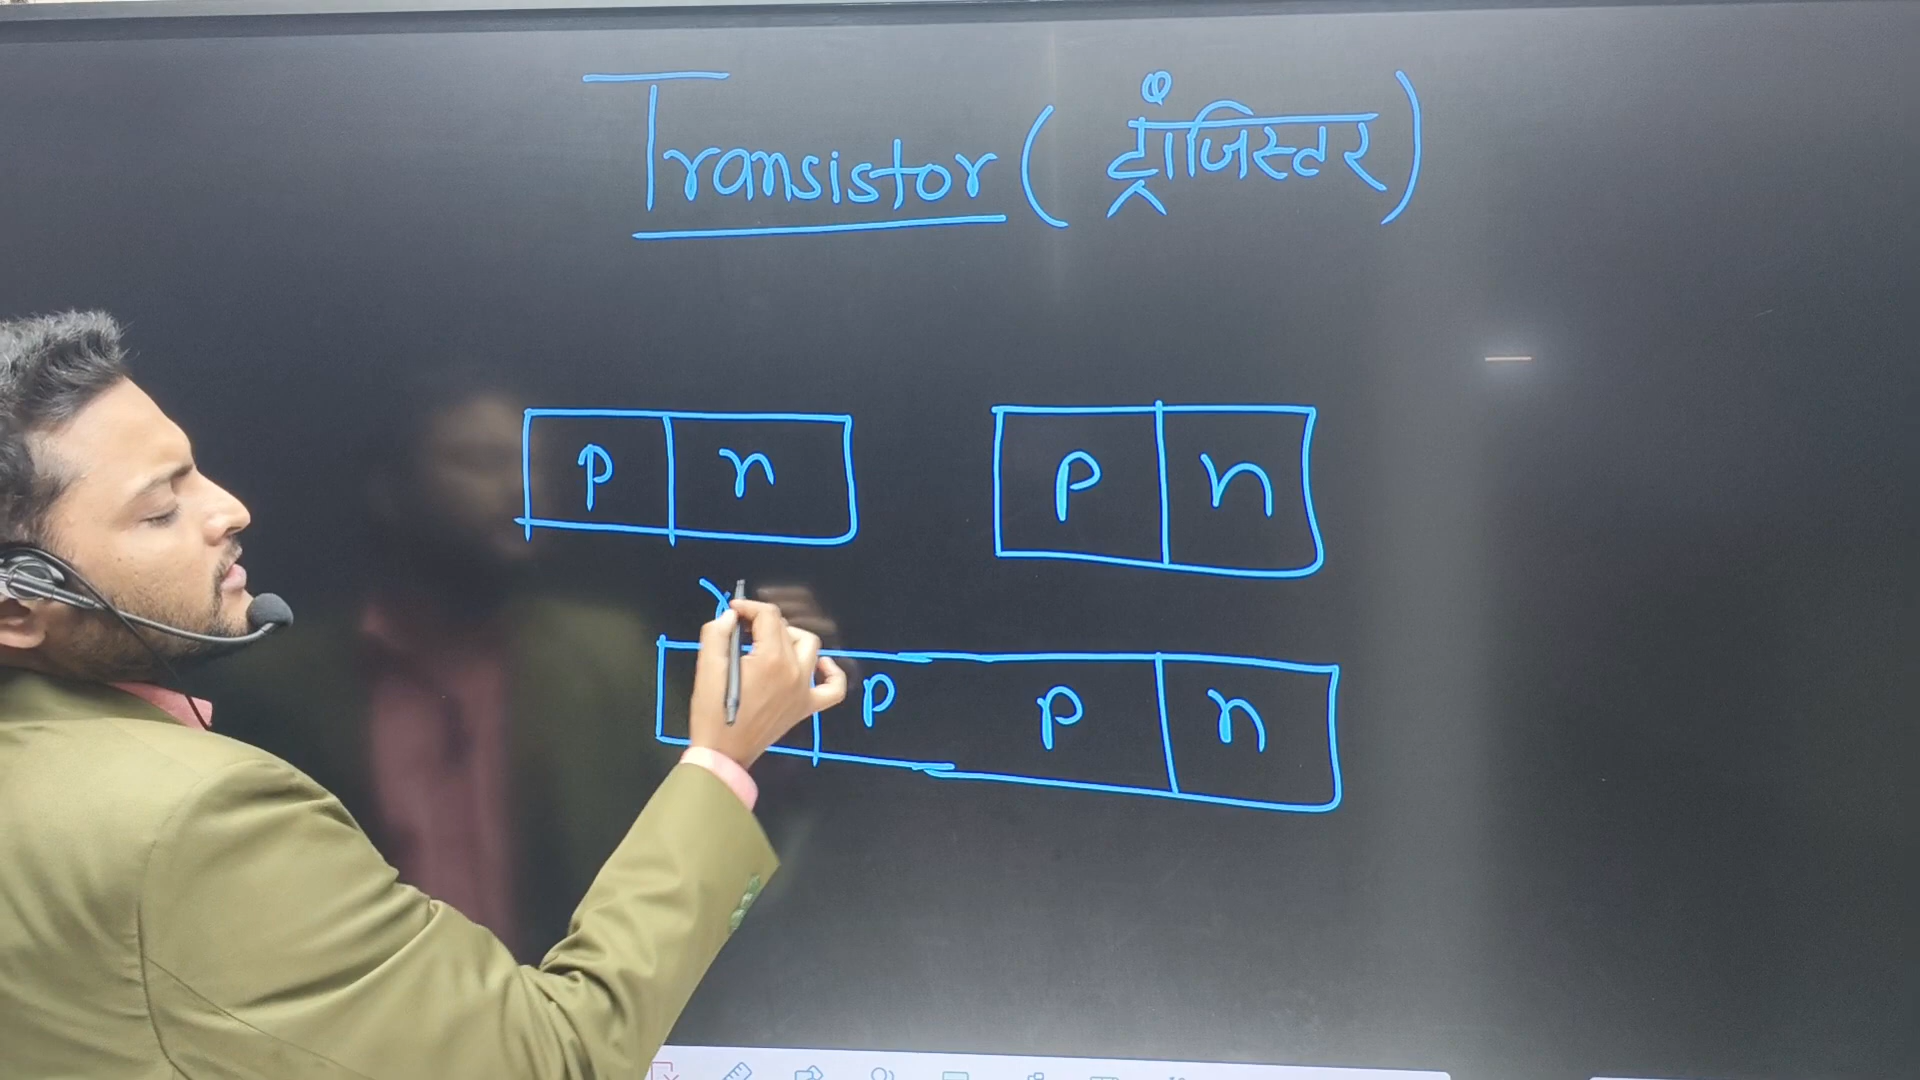 Transistor ( ट्रांजिस्टर )
p n p n
p p n